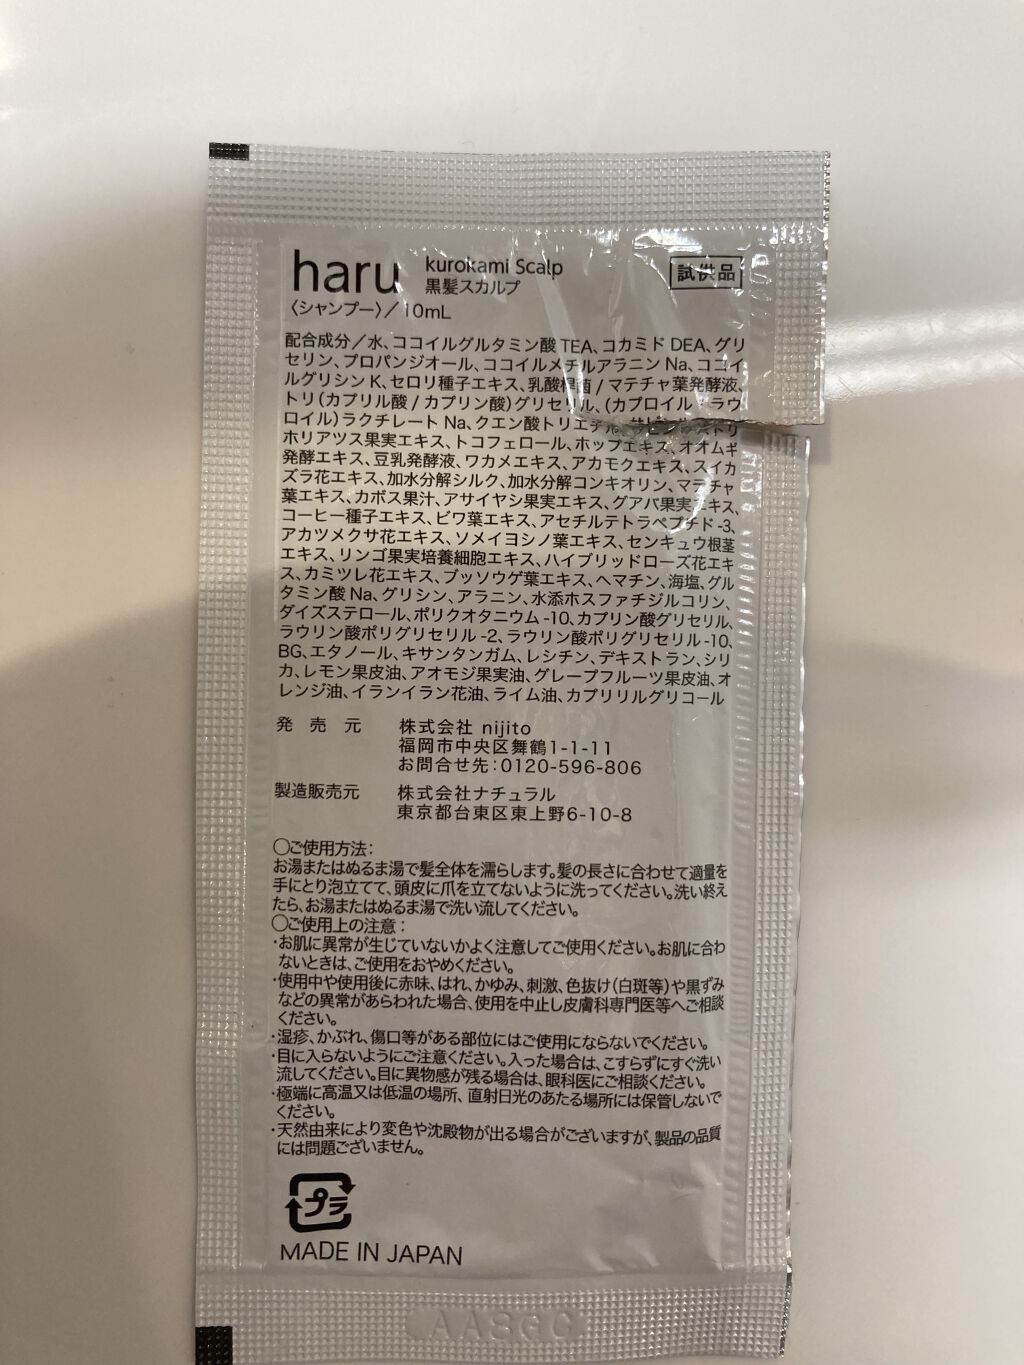 haru kurokami Scalp
黒髪スカルプ
試供品
〈シャンプー〉／10mL
配合成分／水、ココイルグルタミン酸TEA、コカミドDEA、グリ
セリン、プロパンジオール、ココイルメチルアラニンNa、ココイ
ルグリシンK、セロリ種子エキス、乳酸桿菌/マテチャ葉発酵液、
トリ(カプリル酸/カプリン酸)グリセリル、(カプロイル/ラウ
ロイル)ラクチレートNa、クエン酸トリエチル、
ホリアツス果実エキス、トコフェロール、ホップエキス、オオムギ
発酵エキス、豆乳発酵液、ワカメエキス、アカモクエキス、スイカ
ズラ花エキス、加水分解シルク、加水分解コンキオリン、マテチャ
葉エキス、カボス果汁、アサイヤシ果実エキス、グアバ果実エキス、
コーヒー種子エキス、ビワ葉エキス、アセチルテトラペプチド-3、
アカツメクサ花エキス、ソメイヨシノ葉エキス、センキュウ根茎
エキス、リンゴ果実培養細胞エキス、ハイブリッドローズ花エキ
ス、カミツレ花エキス、ブッソウゲ葉エキス、ヘマチン、海塩、グル
タミン酸Na、グリシン、アラニン、水添ホスファチジルコリン、
ダイズステロール、ポリクオタニウム-10、カプリン酸グリセリル、
ラウリン酸ポリグリセリル-2、ラウリン酸ポリグリセリル-10、
BG、エタノール、キサンタンガム、レシチン、デキストラン、シリ
カ、レモン果皮油、アオモジ果実油、グレープフルーツ果皮油、オ
レンジ油、イランイラン花油、ライム油、カプリリルグリコール
発売元 株式会社 nijito
福岡市中央区舞鶴1-1-11
お問合せ先:0120-596-806
製造販売元 株式会社ナチュラル
東京都台東区東上野6-10-8
〇ご使用方法：
お湯またはぬるま湯で髪全体を濡らします。髪の長さに合わせて適量を
手にとり泡立てて、頭皮に爪を立てないように洗ってください。洗い終え
たら、お湯またはぬるま湯で洗い流してください。
〇ご使用上の注意：
・お肌に異常が生じていないかよく注意してご使用ください。お肌に合わ
ないときは、ご使用をおやめください。
・使用中や使用後に赤味、はれ、かゆみ、刺激、色抜け(白斑等)や黒ずみ
などの異常があらわれた場合、使用を中止し皮膚科専門医等へご相談
ください。
・湿疹、かぶれ、傷口等がある部位にはご使用にならないでください。
・目に入らないようにご注意ください。入った場合は、こすらずにすぐ洗い
流してください。目に異物感が残る場合は、眼科医にご相談ください。
・極端に高温又は低温の場所、直射日光のあたる場所には保管しないで
ください。
・天然由来により変色や沈殿物が出る場合がございますが、製品の品質
には問題ございません。
プラ
MADE IN JAPAN